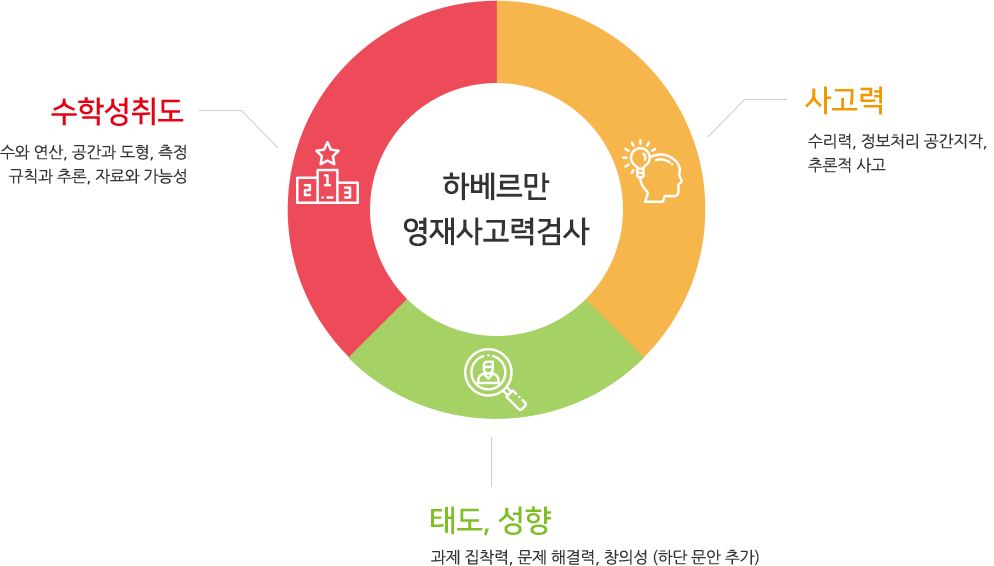 수학성취도
수와 연산, 공간과 도형, 측정
규칙과 추론, 자료와 가능성
1
2
3
하베르만
영재사고력검사
사고력
수리력, 정보처리 공간지각,
추론적 사고
태도, 성향
과제 집착력, 문제 해결력, 창의성 (하단 문안 추가)